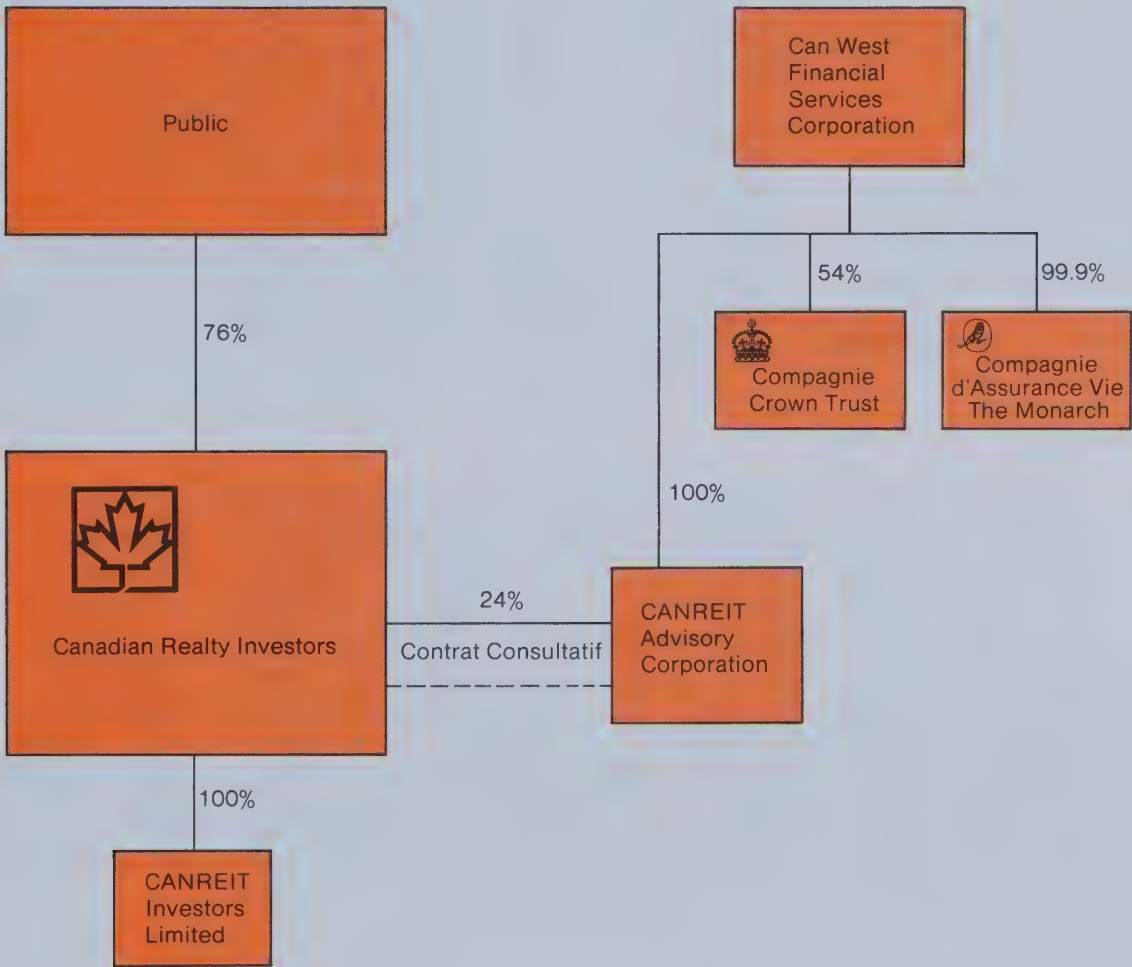 Public
Can West
Financial
Services
Corporation
76%
54%
99.9%
Compagnie
Crown Trust
Compagnie
d'Assurance Vie
The Monarch
100%
Canadian Realty Investors
24%
Contrat Consultatif
CANREIT
Advisory
Corporation
100%
CANREIT
Investors
Limited